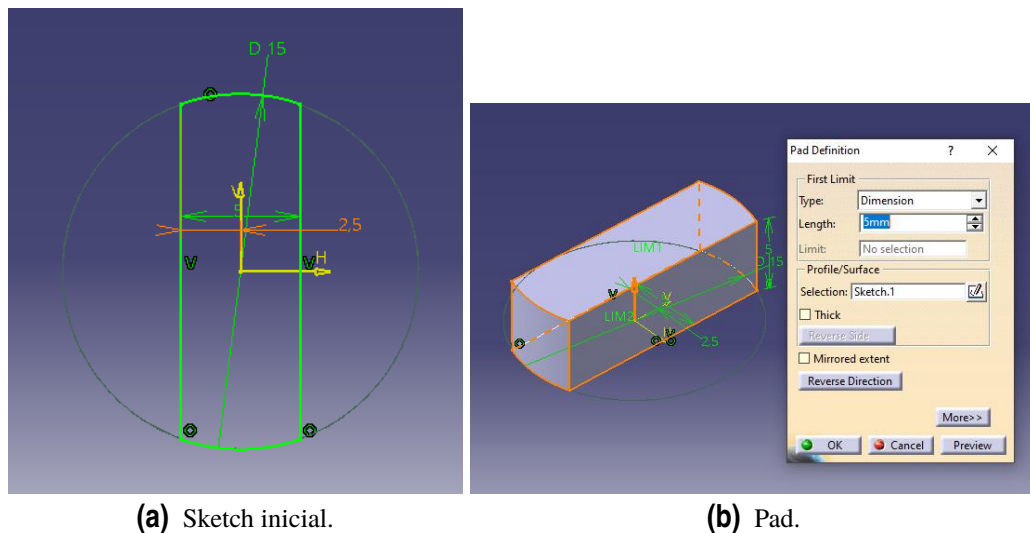 D 15
V
5
2,5
H
V
V
(a) Sketch inicial.
LIM1
5
D 15
V
V
LIM2
2,5
Pad Definition ? X
First Limit
Type: Dimension
Length: 5mm
Limit: No selection
Profile/Surface
Selection: Sketch.1
Thick
Reverse Side
Mirrored extent
Reverse Direction
More>>
OK Cancel Preview
(b) Pad.